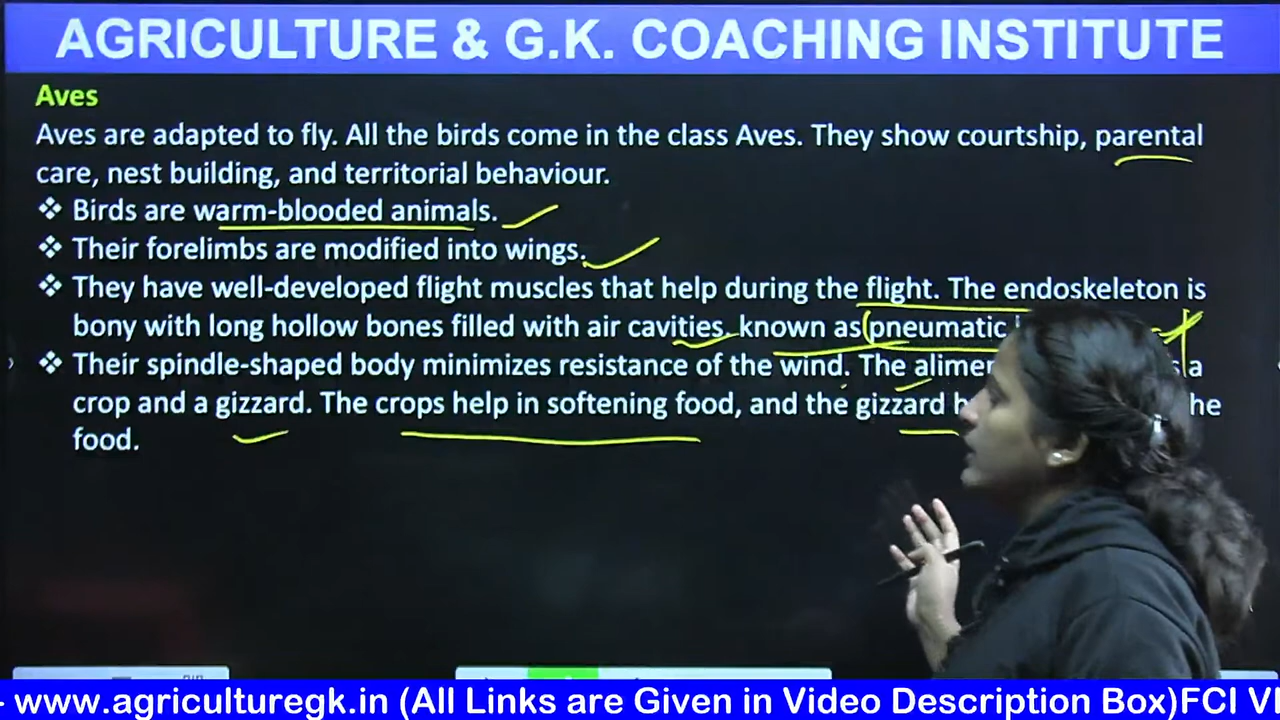 AGRICULTURE & G.K. COACHING INSTITUTE
Aves
Aves are adapted to fly. All the birds come in the class Aves. They show courtship, parental
care, nest building, and territorial behaviour.
❖ Birds are warm-blooded animals.
❖ Their forelimbs are modified into wings.
❖ They have well-developed flight muscles that help during the flight. The endoskeleton is
bony with long hollow bones filled with air cavities, known as pneumatic
❖ Their spindle-shaped body minimizes resistance of the wind. The a
crop and a gizzard. The crops help in softening food, and the gizzard he
food.
- www.agriculturegk.in (All Links are Given in Video Description Box)FCI